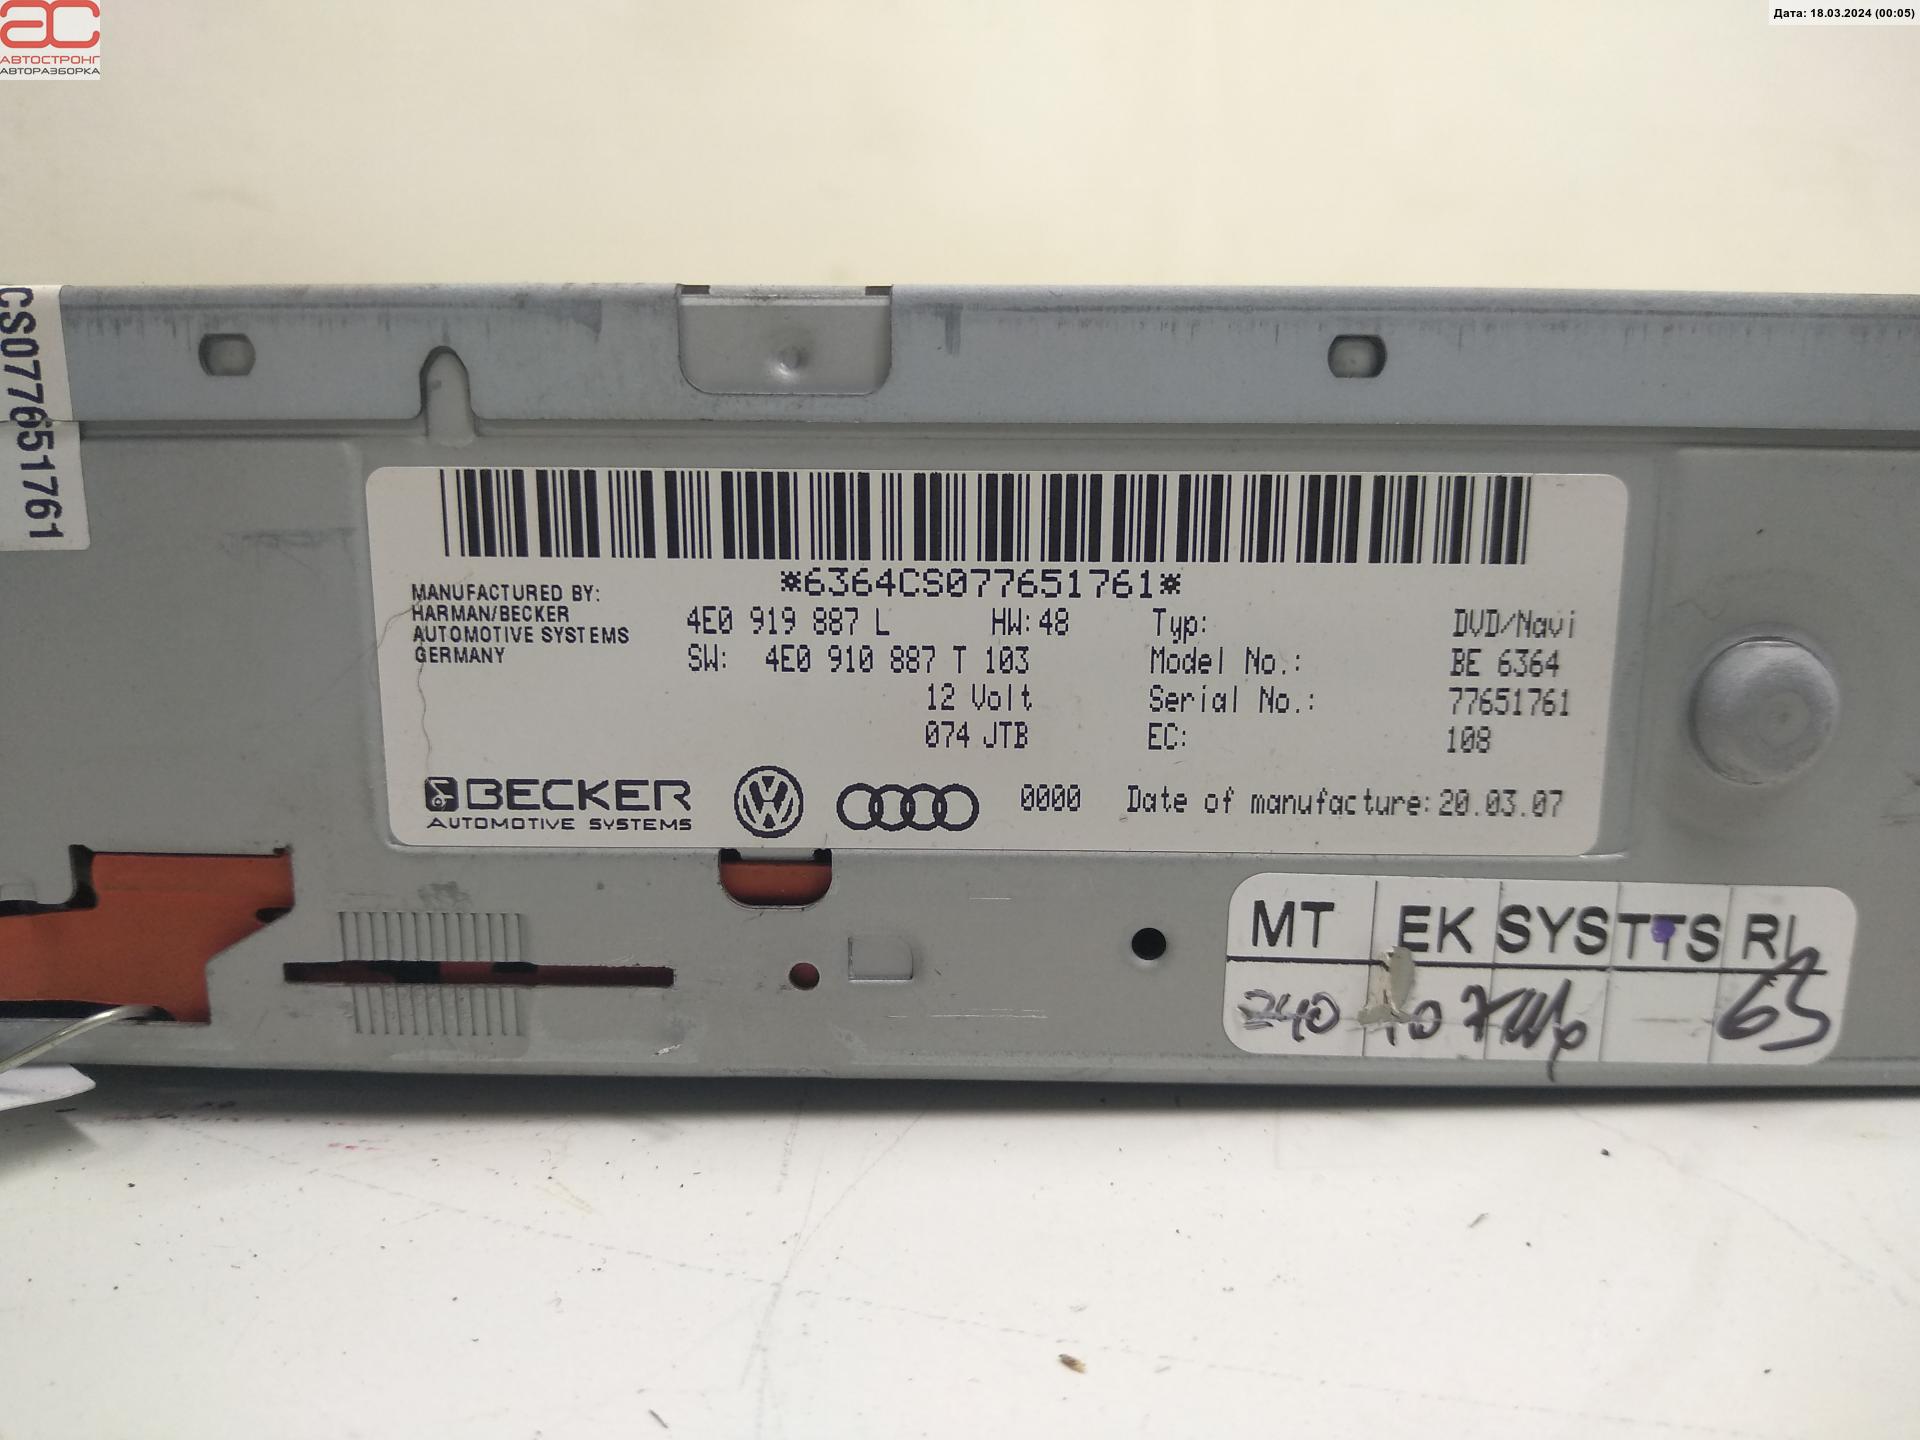 АВТОСТРОНГ
АВТОРАЗБОРКА
Дата: 18.03.2024 (00:05)
CS077651761
*6364CS077651761*
MANUFACTURED BY:
HARMAN/BECKER
AUTOMOTIVE SYSTEMS
GERMANY
4E0 919 887 L HW:48
SW: 4E0 910 887 T 103
12 Volt
074 JTB
Typ: DVD/Navi
Model No.: BE 6364
Serial No.: 77651761
EC: 108
BECKER
AUTOMOTIVE SYSTEMS
0000 Date of manufacture: 20.03.07
MT EK SYS TTS RL
240 63